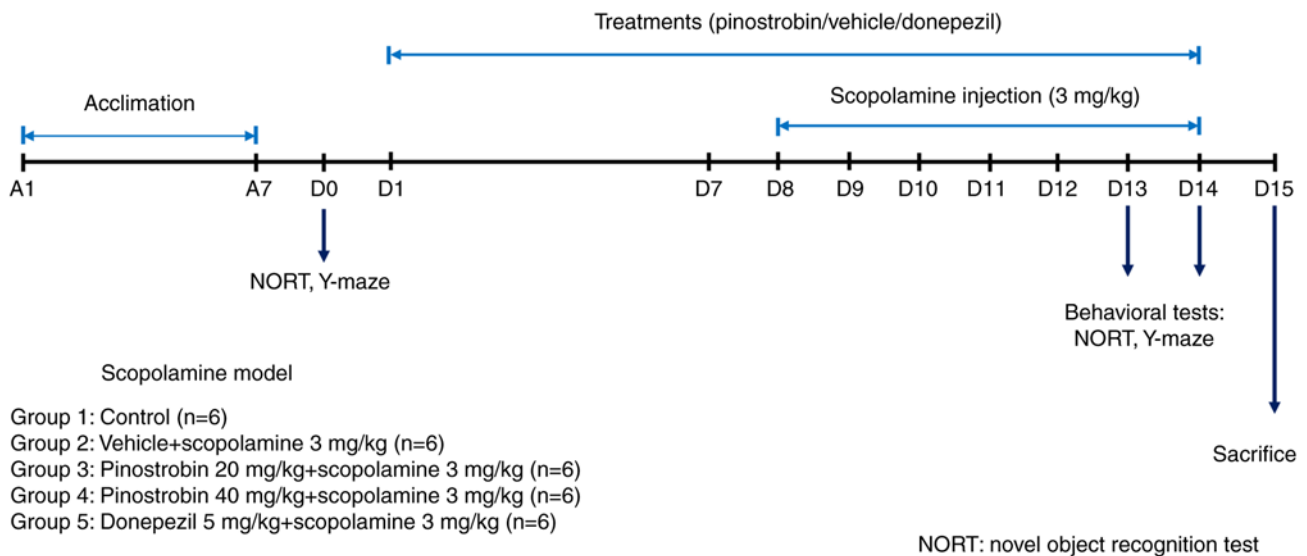 Treatments (pinostrobin/vehicle/donepezil)
Acclimation
Scopolamine injection (3 mg/kg)
A1 A7 D0 D1 D7 D8 D9 D10 D11 D12 D13 D14 D15
NORT, Y-maze
Behavioral tests:
NORT, Y-maze
Scopolamine model
Group 1: Control (n=6)
Group 2: Vehicle+scopolamine 3 mg/kg (n=6)
Group 3: Pinostrobin 20 mg/kg+scopolamine 3 mg/kg (n=6)
Group 4: Pinostrobin 40 mg/kg+scopolamine 3 mg/kg (n=6)
Group 5: Donepezil 5 mg/kg+scopolamine 3 mg/kg (n=6)
Sacrifice
NORT: novel object recognition test